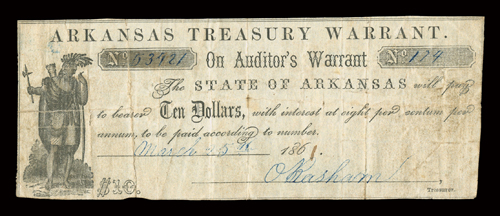 ARKANSAS TREASURY WARRANT.
No 63921 On Auditor's Warrant No 174
The STATE OF ARKANSAS will pay
to bearer Ten Dollars, with interest at eight per centum per
annum, to be paid according to number.
March 25th 1861.
Treasurer.
$10.